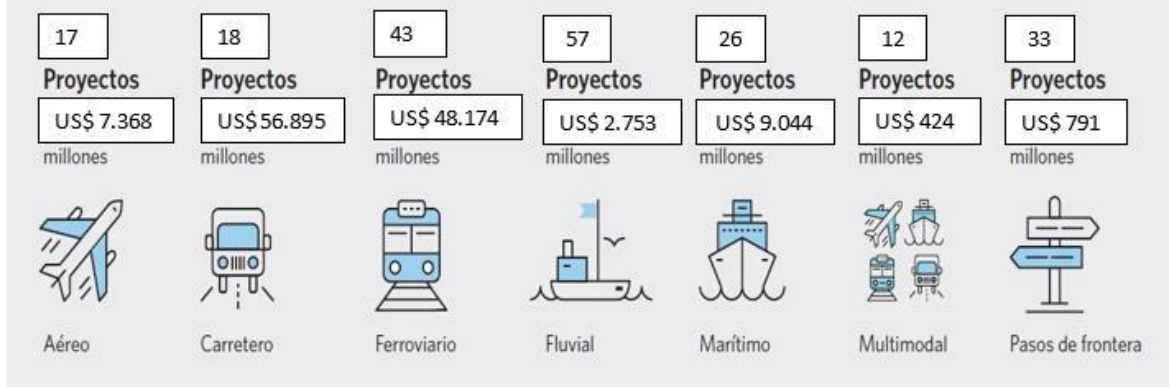 17 18 43 57 26 12 33
Proyectos Proyectos Proyectos Proyectos Proyectos Proyectos Proyectos
US$ 7.368 US$ 56.895 US$ 48.174 US$ 2.753 US$ 9.044 US$ 424 US$ 791
millones millones millones millones millones millones millones
Aéreo Carretero Ferroviario Fluvial Marítimo Multimodal Pasos de frontera